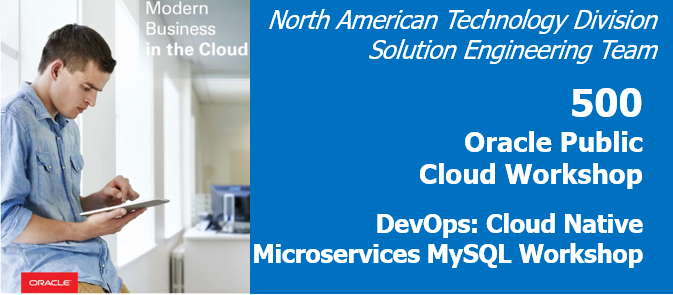 Modern
Business
in the Cloud
ORACLE
North American Technology Division
Solution Engineering Team
500
Oracle Public
Cloud Workshop
DevOps: Cloud Native
Microservices MySQL Workshop